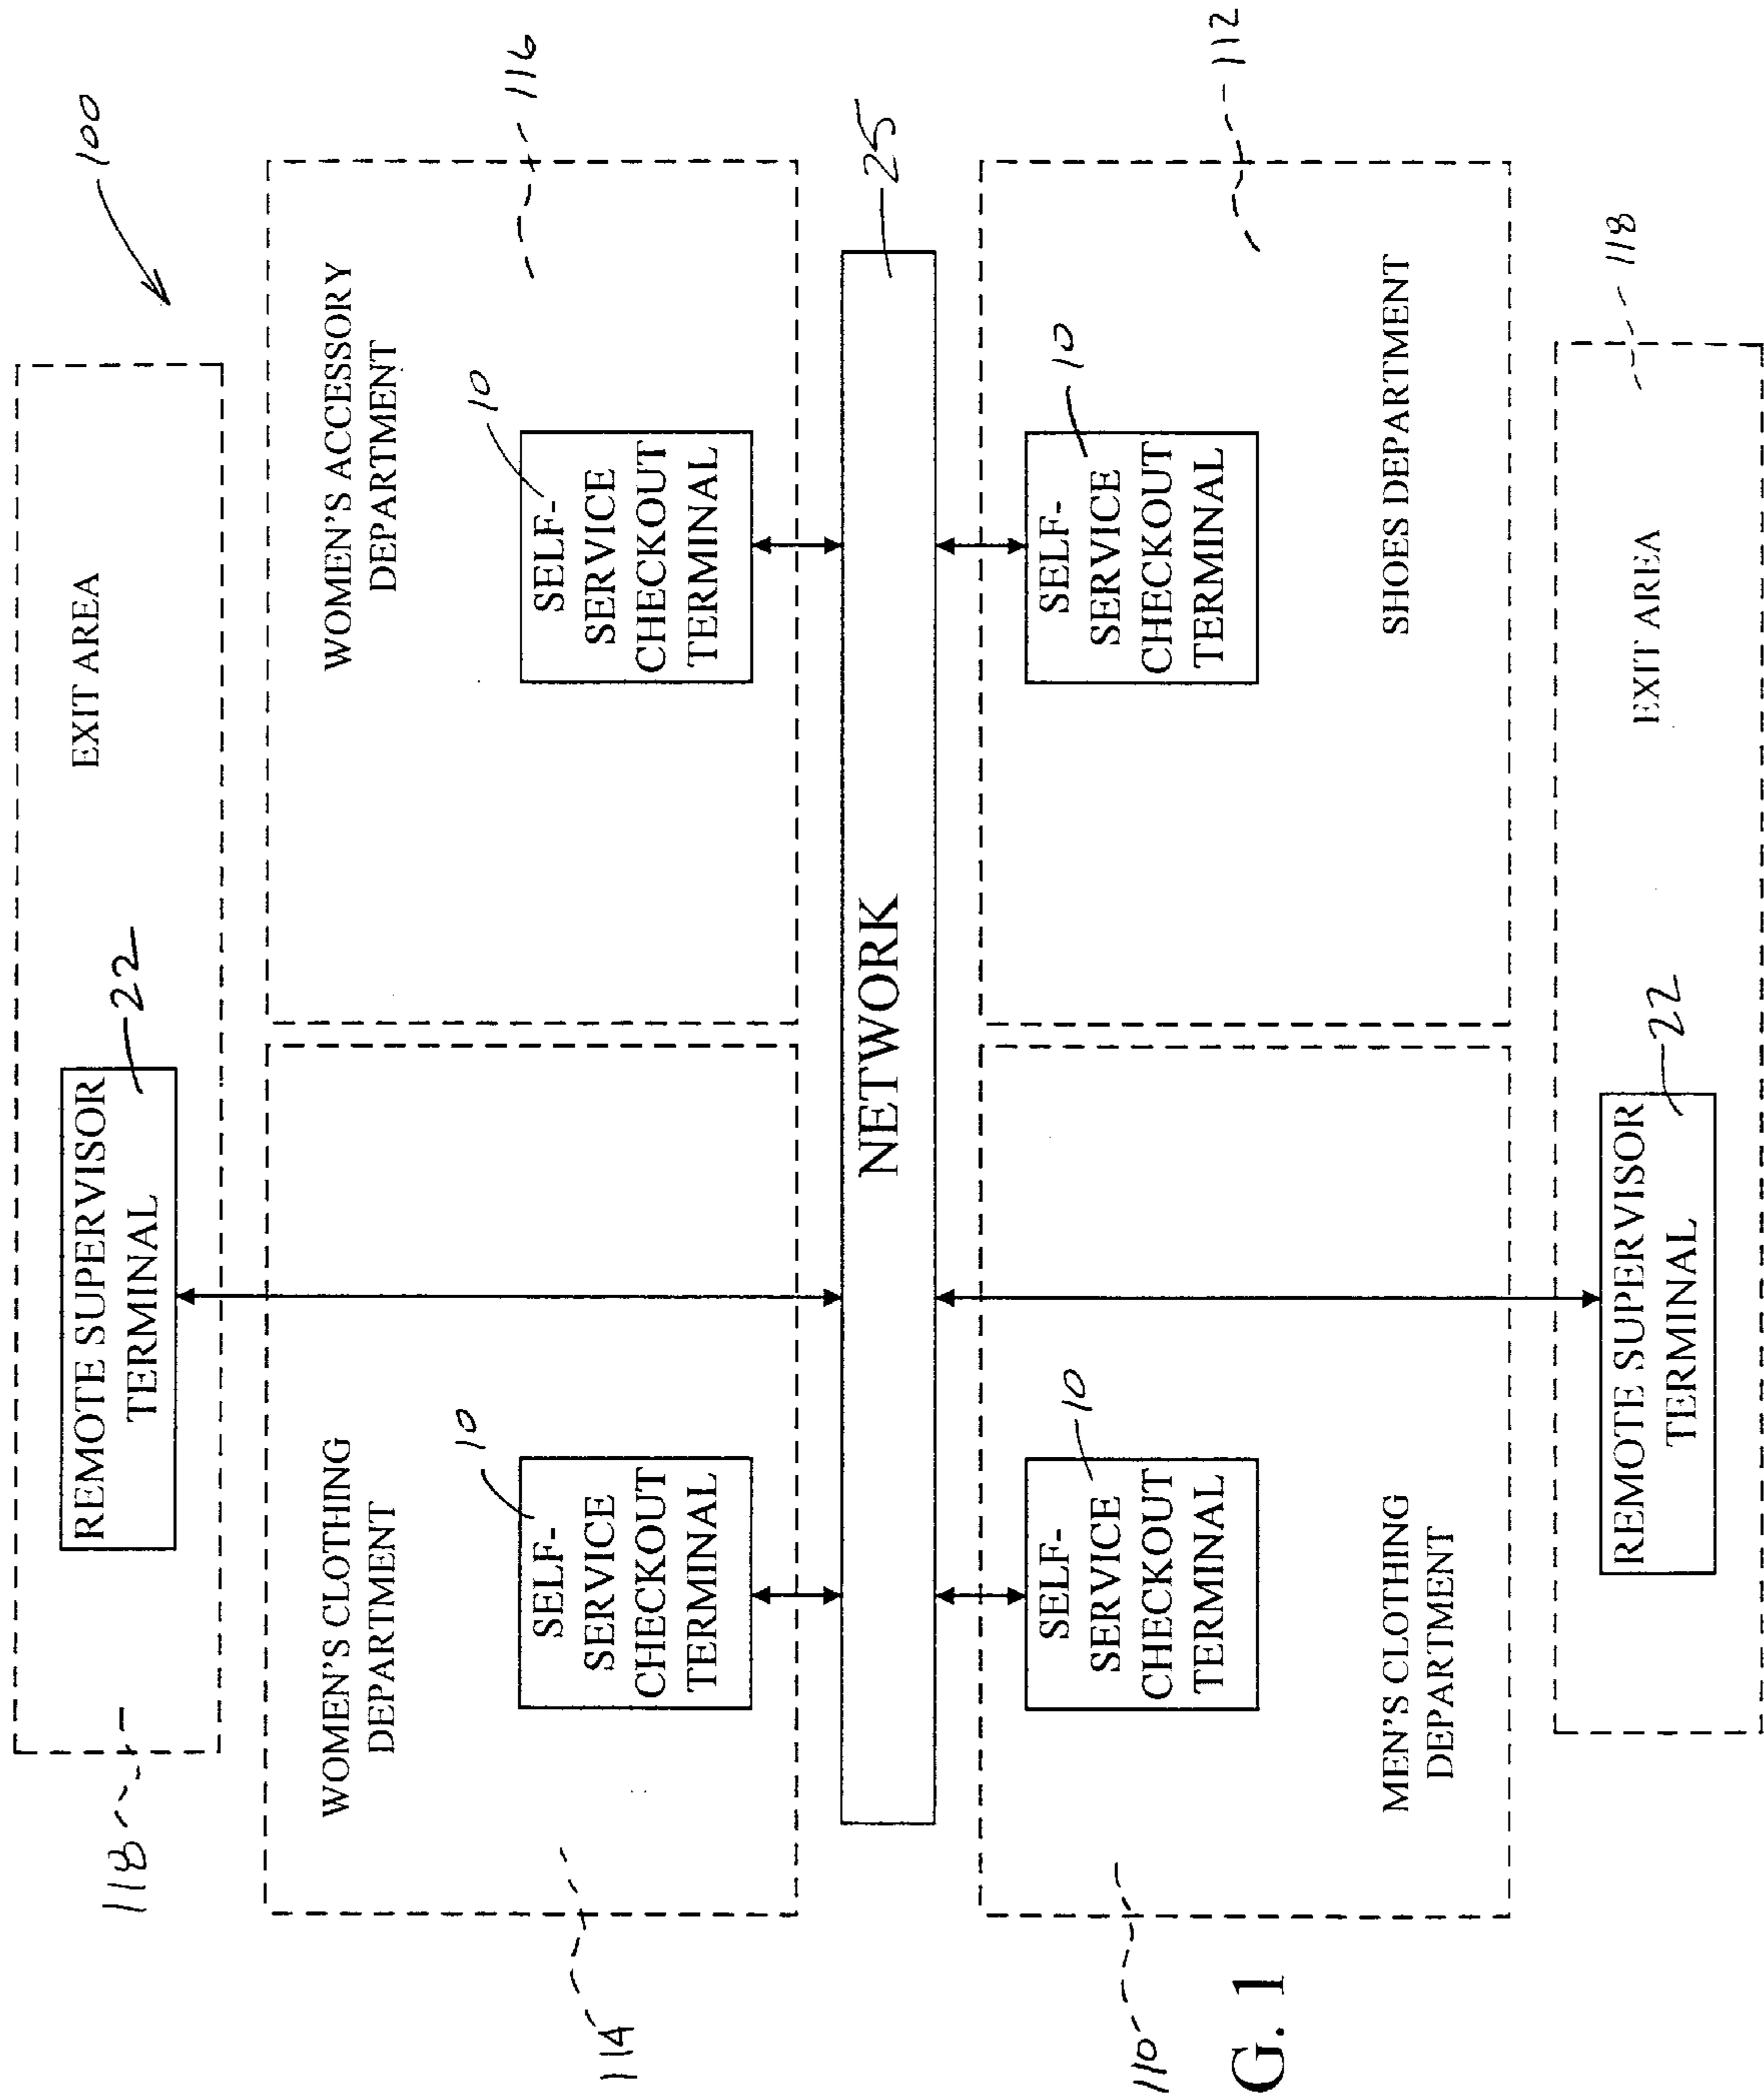 100
118
EXIT AREA
REMOTE SUPERVISOR
TERMINAL
22
114
WOMEN'S CLOTHING
DEPARTMENT
10
SELF-
SERVICE
CHECKOUT
TERMINAL
116
WOMEN'S ACCESSORY
DEPARTMENT
10
SELF-
SERVICE
CHECKOUT
TERMINAL
NETWORK
25
110
10
SELF-
SERVICE
CHECKOUT
TERMINAL
MEN'S CLOTHING
DEPARTMENT
112
10
SELF-
SERVICE
CHECKOUT
TERMINAL
SHOES DEPARTMENT
118
EXIT AREA
REMOTE SUPERVISOR
TERMINAL
22
G. 1